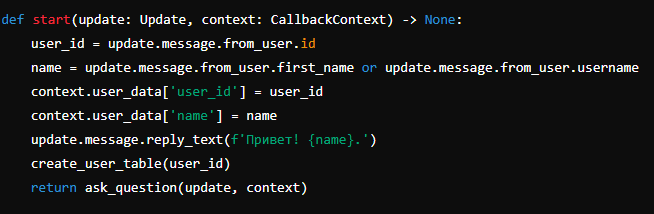 def start(update: Update, context: CallbackContext) -> None:
    user_id = update.message.from_user.id
    name = update.message.from_user.first_name or update.message.from_user.username
    context.user_data['user_id'] = user_id
    context.user_data['name'] = name
    update.message.reply_text(f'Привет! {name}.')
    create_user_table(user_id)
    return ask_question(update, context)